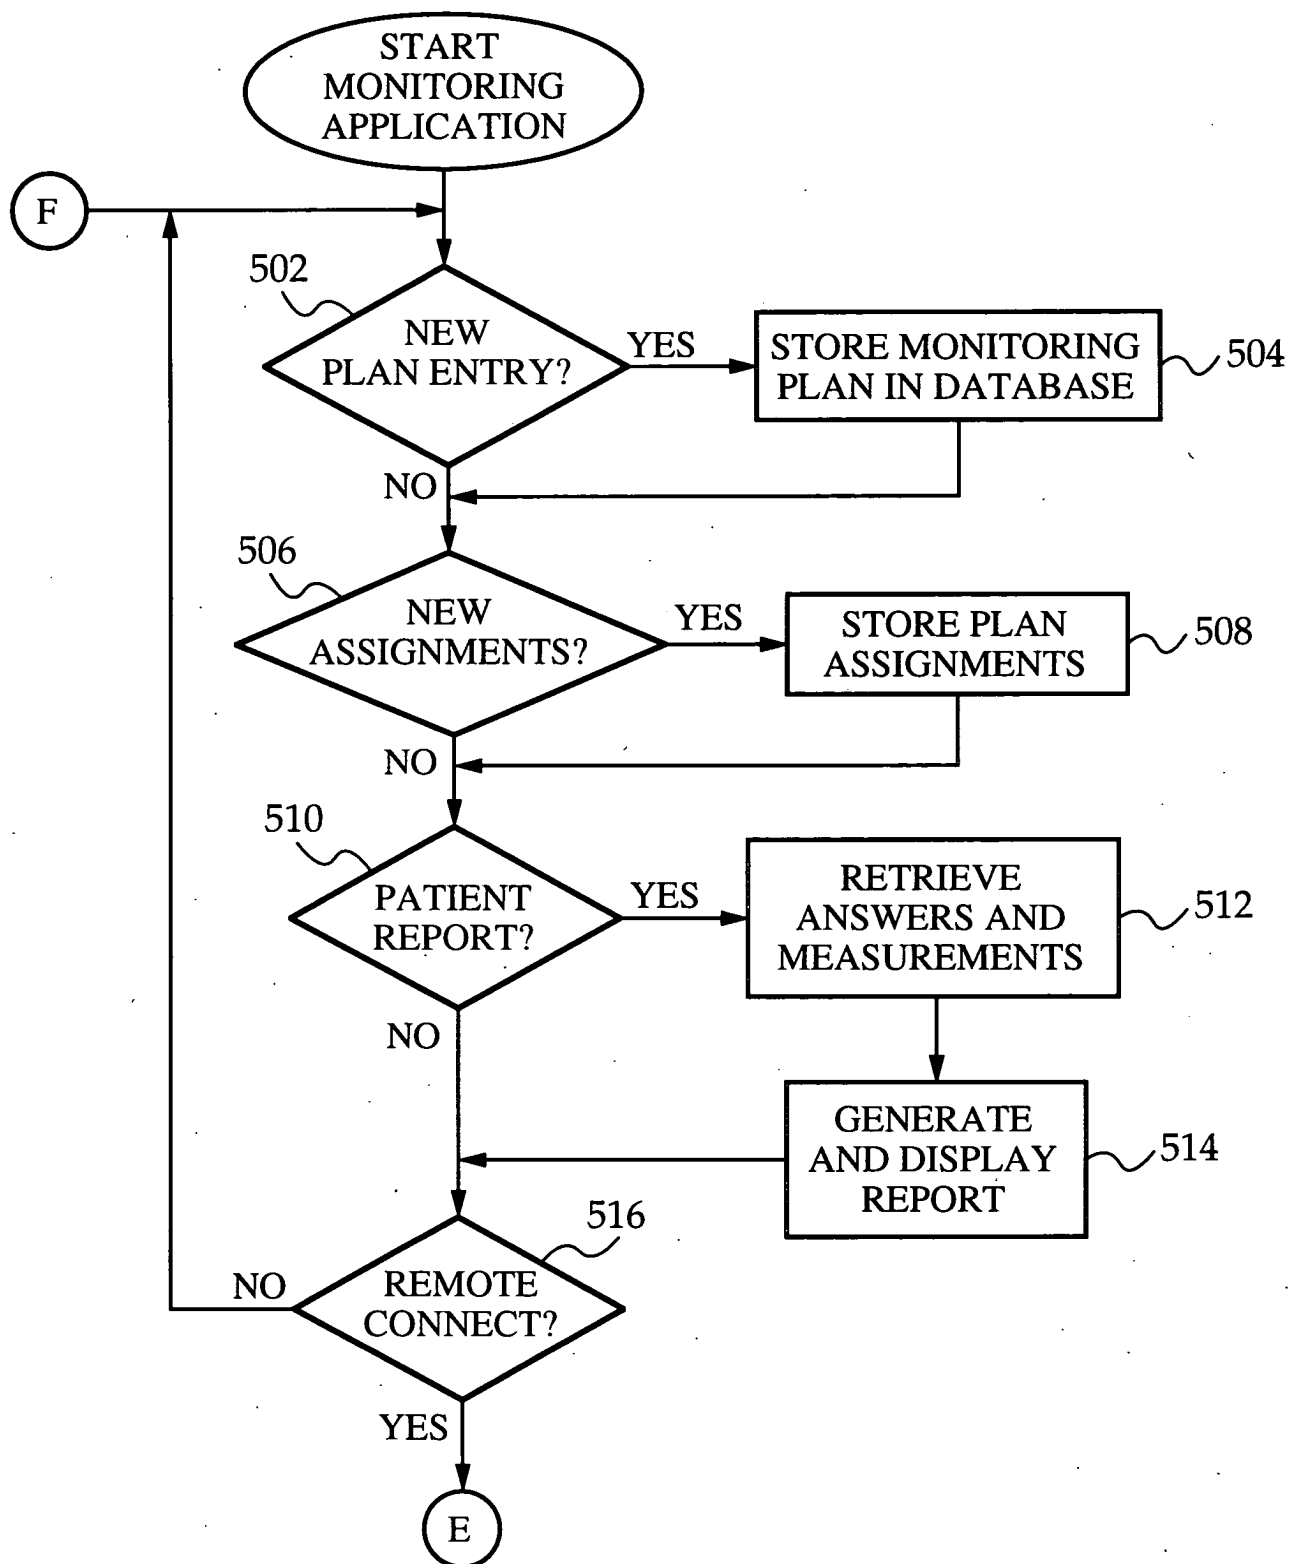 START
MONITORING
APPLICATION
F
502
NEW
PLAN ENTRY?
YES
STORE MONITORING
PLAN IN DATABASE
504
NO
506
NEW
ASSIGNMENTS?
YES
STORE PLAN
ASSIGNMENTS
508
NO
510
PATIENT
REPORT?
YES
RETRIEVE
ANSWERS AND
MEASUREMENTS
512
NO
GENERATE
AND DISPLAY
REPORT
514
516
REMOTE
CONNECT?
NO
YES
E